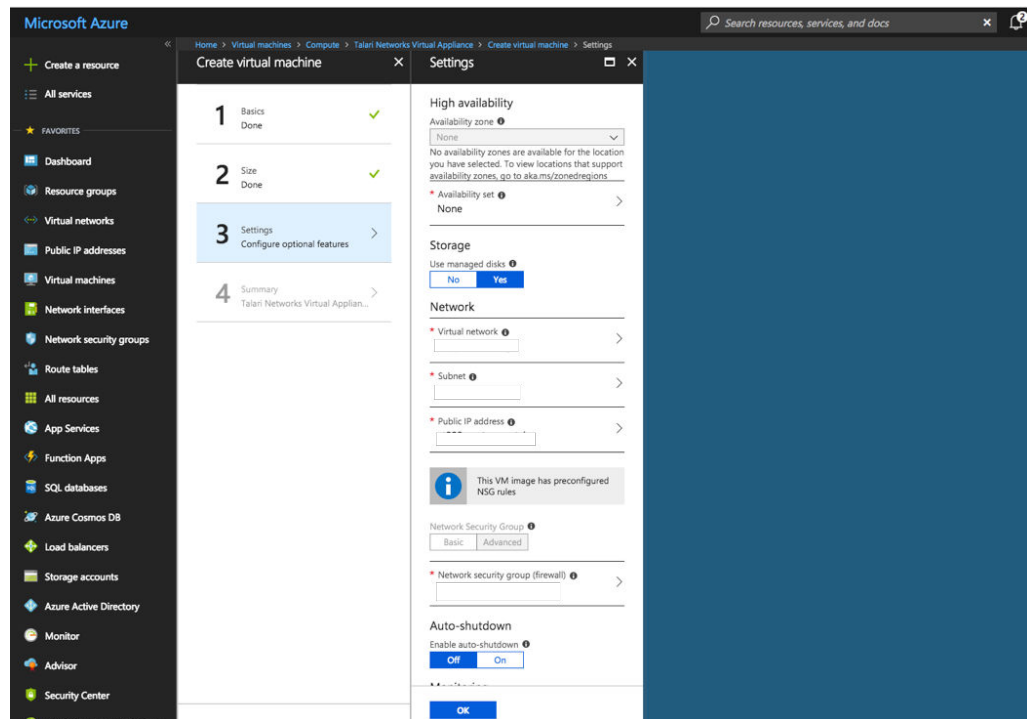 Microsoft Azure
Search resources, services, and docs
2
Home > Virtual machines > Compute > Talari Networks Virtual Appliance > Create virtual machine > Settings
Create a resource
All services
FAVORITES
Dashboard
Resource groups
Virtual networks
Public IP addresses
Virtual machines
Network interfaces
Network security groups
Route tables
All resources
App Services
Function Apps
SQL databases
Azure Cosmos DB
Load balancers
Storage accounts
Azure Active Directory
Monitor
Advisor
Security Center
Create virtual machine
1
Basics
Done
2
Size
Done
3
Settings
Configure optional features
4
Summary
Talari Networks Virtual Applian...
Settings
High availability
Availability zone
None
No availability zones are available for the location
you have selected. To view locations that support
availability zones, go to aka.ms/zonedregions
* Availability set
None
Storage
Use managed disks
No Yes
Network
* Virtual network
* Subnet
* Public IP address
This VM image has preconfigured
NSG rules
Network Security Group
Basic Advanced
* Network security group (firewall)
Auto-shutdown
Enable auto-shutdown
Off On
OK